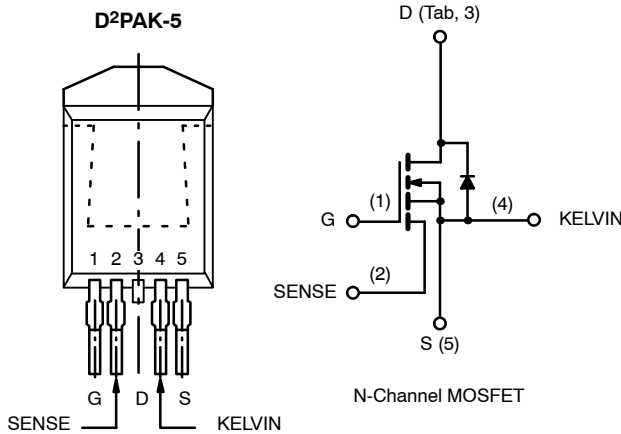 D²PAK-5
1 2 3 4 5
G D S
SENSE KELVIN
D (Tab, 3)
(1)
G
(4)
KELVIN
(2)
SENSE
S (5)
N-Channel MOSFET